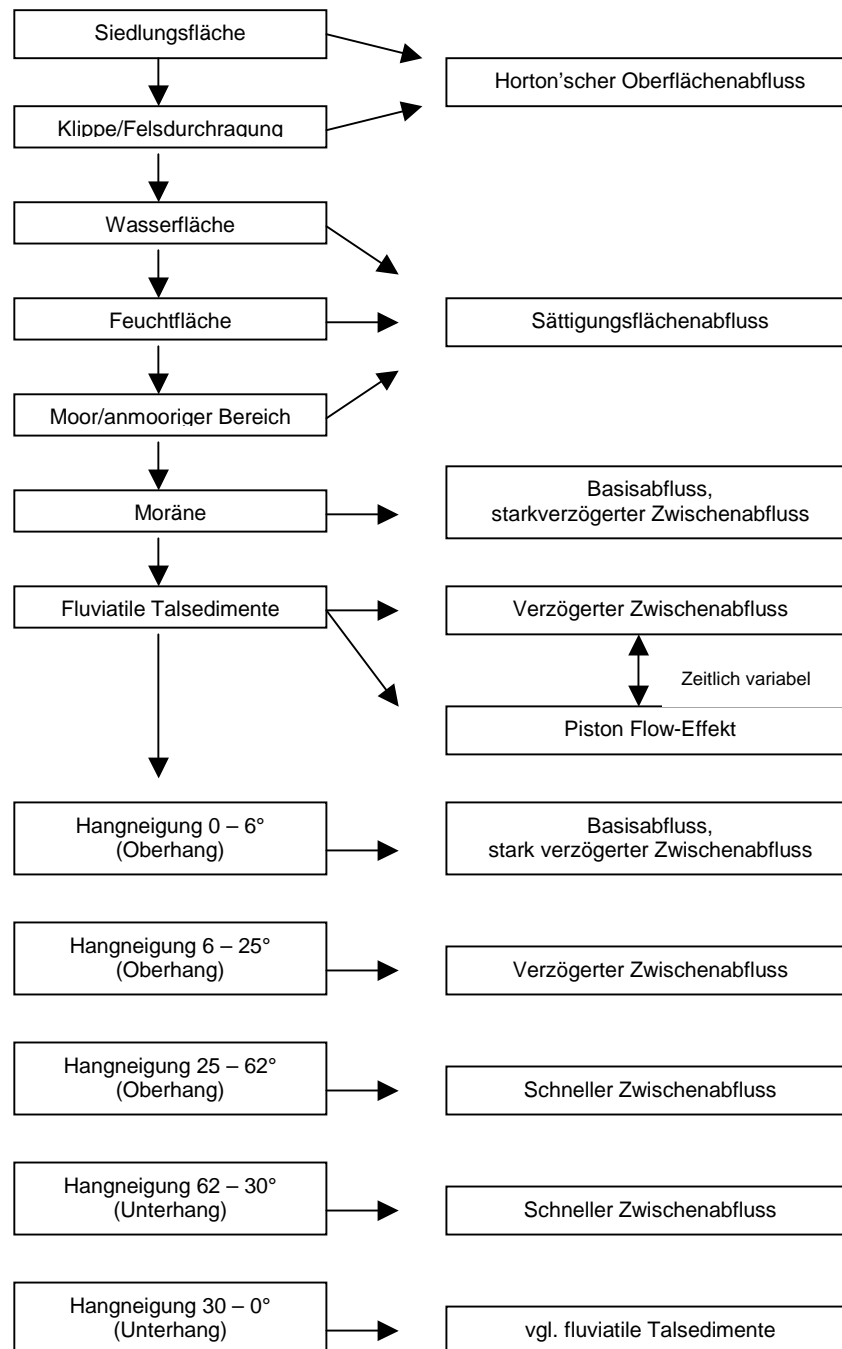 Siedlungsfläche
Horton’scher Oberflächenabfluss
Klippe/Felsdurchragung
Wasserfläche
Feuchtfläche
Sättigungsflächenabfluss
Moor/anmooriger Bereich
Moräne
Basisabfluss,
starkverzögerter Zwischenabfluss
Fluviatile Talsedimente
Verzögerter Zwischenabfluss
Zeitlich variabel
Piston Flow-Effekt
Hangneigung 0 – 6°
(Oberhang)
Basisabfluss,
stark verzögerter Zwischenabfluss
Hangneigung 6 – 25°
(Oberhang)
Verzögerter Zwischenabfluss
Hangneigung 25 – 62°
(Oberhang)
Schneller Zwischenabfluss
Hangneigung 62 – 30°
(Unterhang)
Schneller Zwischenabfluss
Hangneigung 30 – 0°
(Unterhang)
vgl. fluviatile Talsedimente